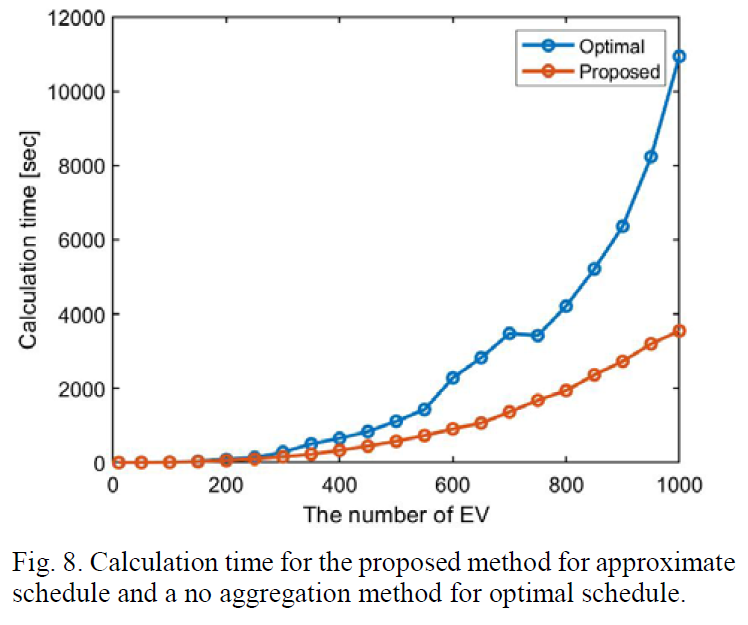 12000
10000
8000
6000
4000
2000
0
Calculation time [sec]
Optimal
Proposed
0 200 400 600 800 1000
The number of EV
Fig. 8. Calculation time for the proposed method for approximate
schedule and a no aggregation method for optimal schedule.